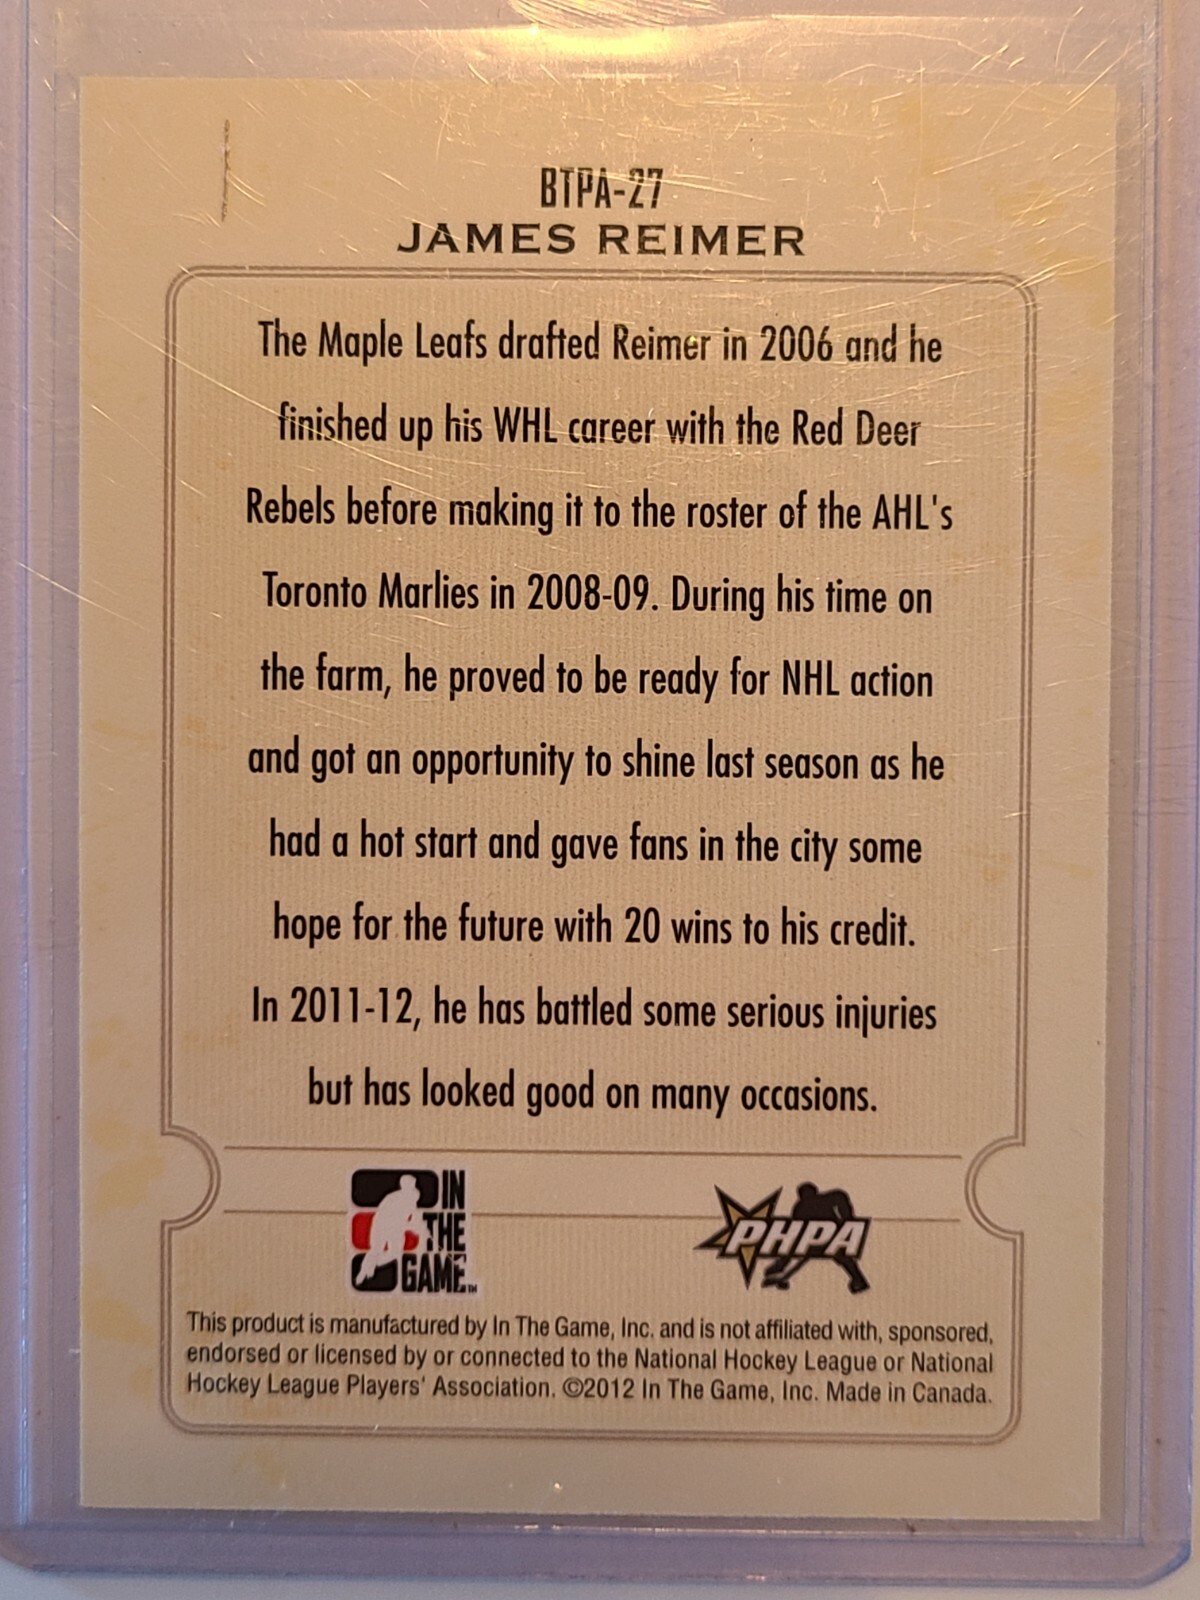 BTPA-27
JAMES REIMER
The Maple Leafs drafted Reimer in 2006 and he
finished up his WHL career with the Red Deer
Rebels before making it to the roster of the AHL's
Toronto Marlies in 2008-09. During his time on
the farm, he proved to be ready for NHL action
and got an opportunity to shine last season as he
had a hot start and gave fans in the city some
hope for the future with 20 wins to his credit.
In 2011-12, he has battled some serious injuries
but has looked good on many occasions.
IN
THE
GAME™
PHPA
This product is manufactured by In The Game, Inc. and is not affiliated with, sponsored,
endorsed or licensed by or connected to the National Hockey League or National
Hockey League Players' Association. ©2012 In The Game, Inc. Made in Canada.